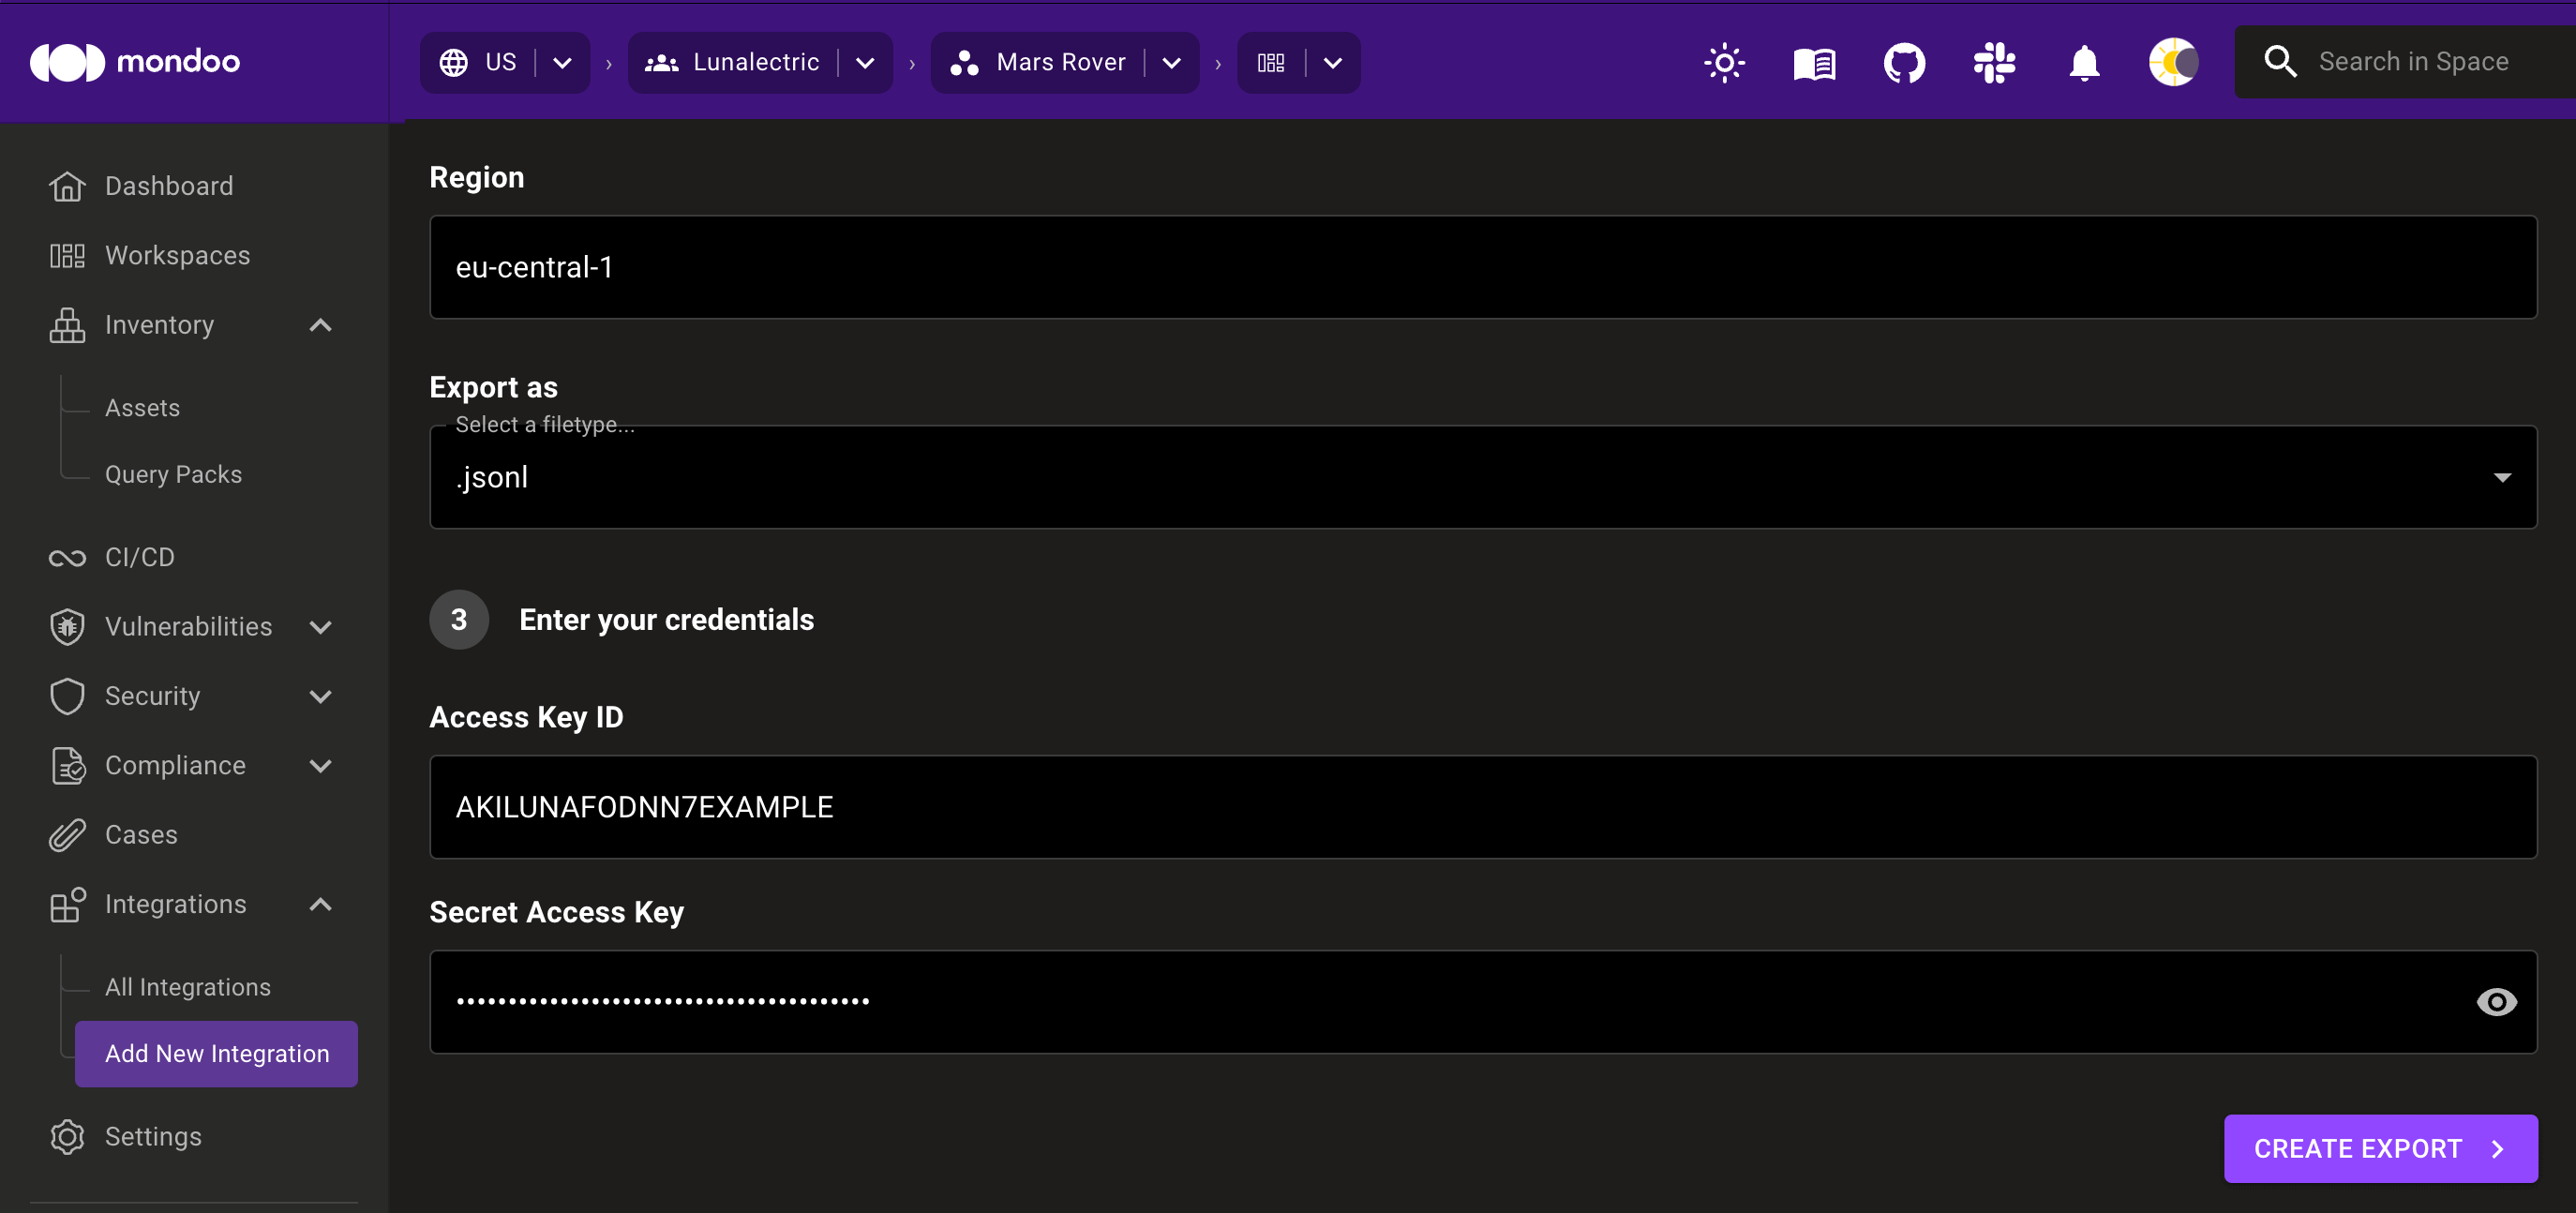 mondoo
US
Lunalectric
Mars Rover
Search in Space
Dashboard
Workspaces
Inventory
Assets
Query Packs
CI/CD
Vulnerabilities
Security
Compliance
Cases
Integrations
All Integrations
Add New Integration
Settings
Region
eu-central-1
Export as
Select a filetype...
.jsonl
3 Enter your credentials
Access Key ID
AKILUNAFODNN7EXAMPLE
Secret Access Key
••••••••••••••••••••••••••••••••••••••••
CREATE EXPORT